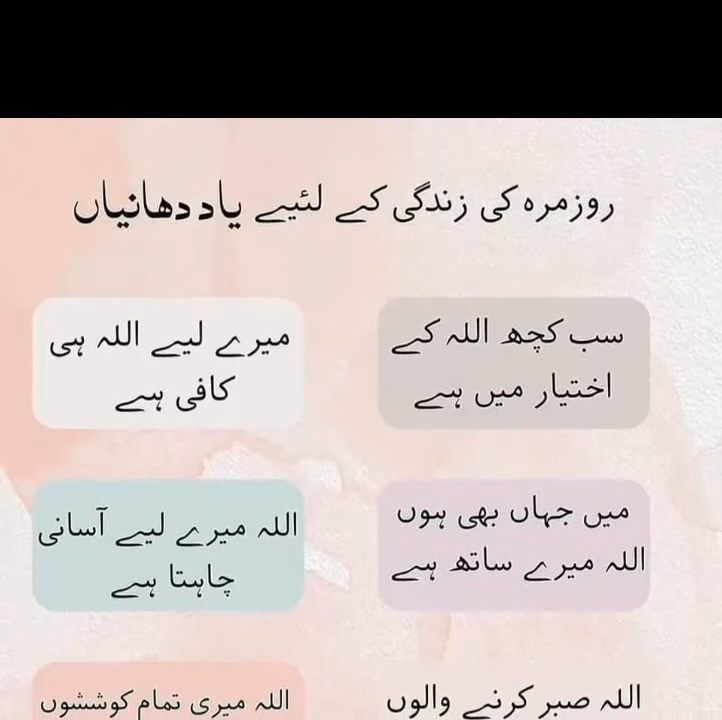 روزمرہ کی زندگی کے لئیے یاددھانیاں
سب کچھ اللہ کے
اختیار میں ہے
میرے لیے اللہ ہی
کافی ہے
میں جہاں بھی ہوں
اللہ میرے ساتھ ہے
اللہ میرے لیے آسانی
چاہتا ہے
اللہ صبر کرنے والوں
اللہ میری تمام کوششوں